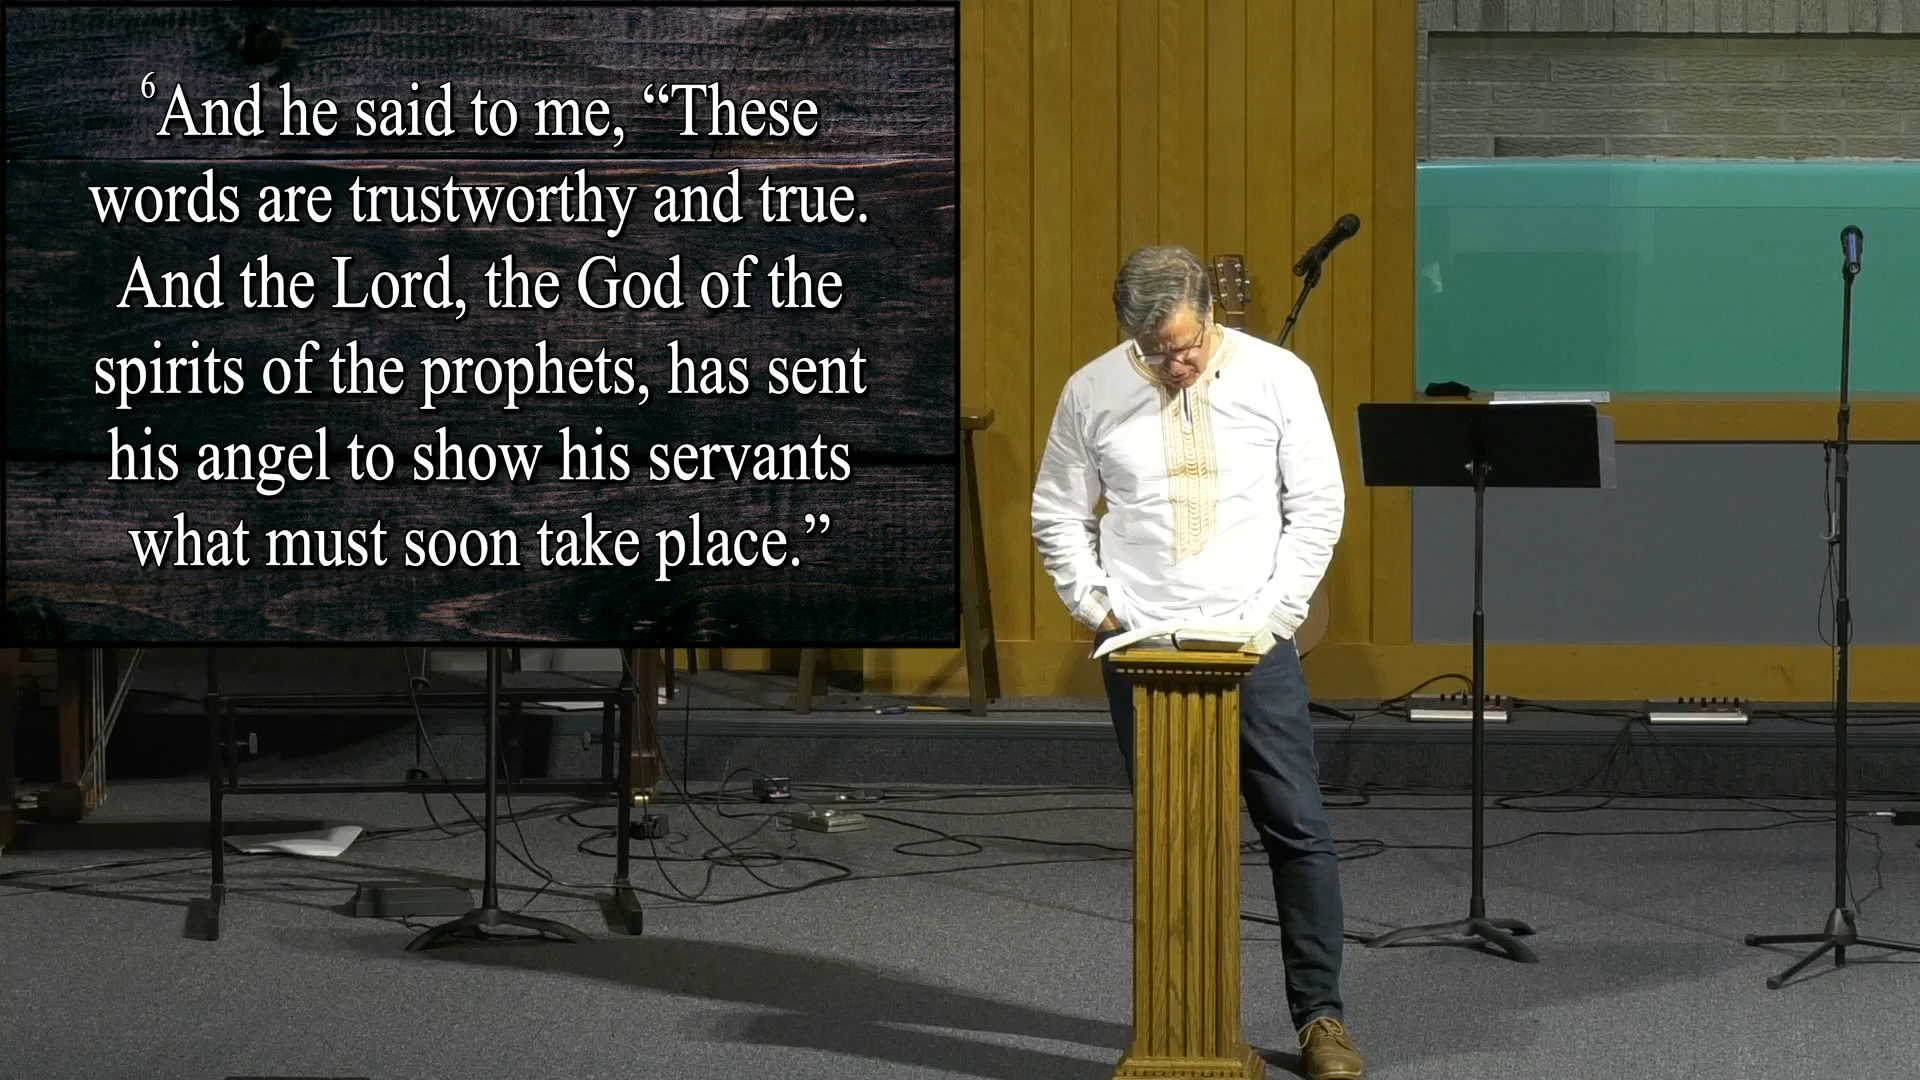 6And he said to me, “These
words are trustworthy and true.
And the Lord, the God of the
spirits of the prophets, has sent
his angel to show his servants
what must soon take place.”